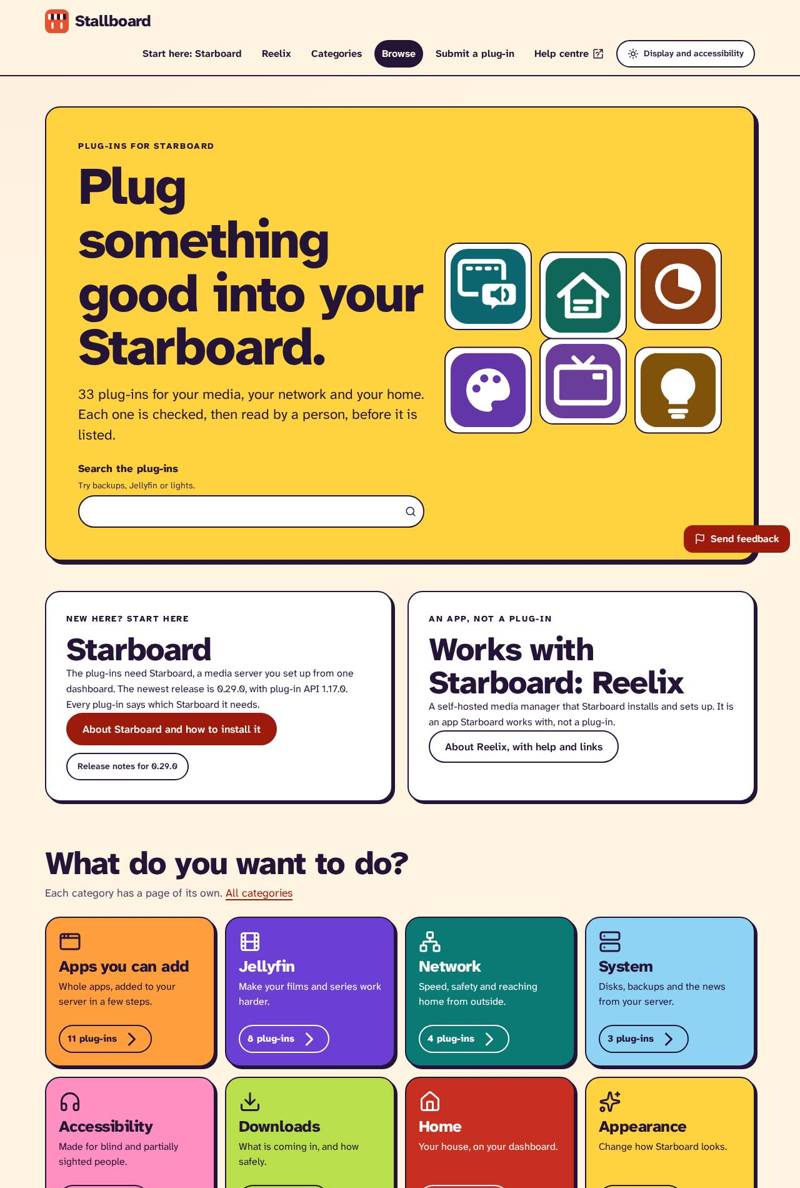 Stallboard
Start here: Starboard
Reelix
Categories
Browse
Submit a plug-in
Help centre
Display and accessibility
PLUG-INS FOR STARBOARD
Plug
something
good into your
Starboard.
33 plug-ins for your media, your network and your home.
Each one is checked, then read by a person, before it is
listed.
Search the plug-ins
Try backups, Jellyfin or lights.
Send feedback
NEW HERE? START HERE
Starboard
The plug-ins need Starboard, a media server you set up from one
dashboard. The newest release is 0.29.0, with plug-in API 1.17.0.
Every plug-in says which Starboard it needs.
About Starboard and how to install it
Release notes for 0.29.0
AN APP, NOT A PLUG-IN
Works with
Starboard: Reelix
A self-hosted media manager that Starboard installs and sets up. It is
an app Starboard works with, not a plug-in.
About Reelix, with help and links
What do you want to do?
Each category has a page of its own. All categories
Apps you can add
Whole apps, added to your
server in a few steps.
11 plug-ins
Jellyfin
Make your films and series work
harder.
8 plug-ins
Network
Speed, safety and reaching
home from outside.
4 plug-ins
System
Disks, backups and the news
from your server.
3 plug-ins
Accessibility
Made for blind and partially
sighted people.
Downloads
What is coming in, and how
safely.
Home
Your house, on your dashboard.
Appearance
Change how Starboard looks.